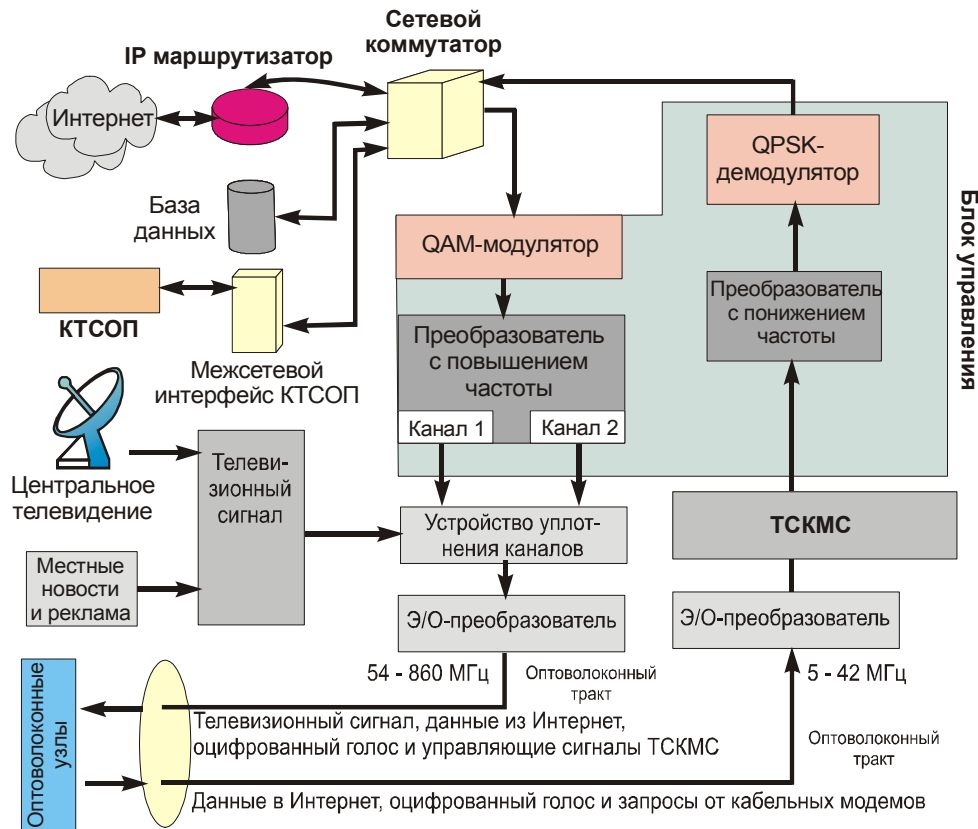 Сетевой
коммутатор
IP маршрутизатор
Интернет
База
данных
КТСОП
Межсетевой
интерфейс КТСОП
QAM-модулятор
Преобразователь
с повышением
частоты
Канал 1
Канал 2
QPSK-
демодулятор
Преобразователь
с понижением
частоты
Блок управления
Центральное
телевидение
Телеви-
зионный
сигнал
Местные
новости
и реклама
Устройство уплот-
нения каналов
ТСКМС
Э/О-преобразователь
Э/О-преобразователь
54 - 860 МГц
Оптоволоконный
тракт
5 - 42 МГц
Оптоволоконные
узлы
Телевизионный сигнал, данные из Интернет,
оцифрованный голос и управляющие сигналы ТСКМС
Оптоволоконный
тракт
Данные в Интернет, оцифрованный голос и запросы от кабельных модемов